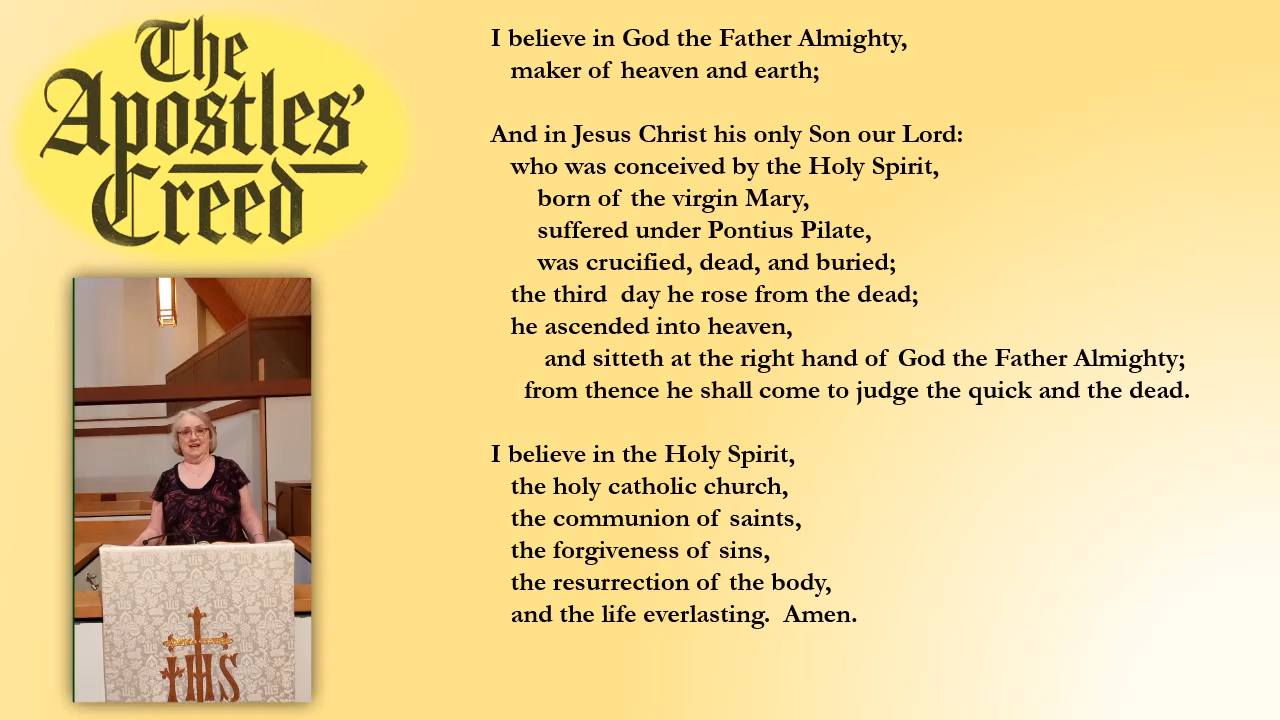 The
Apostles'
Creed
I believe in God the Father Almighty,
maker of heaven and earth;
And in Jesus Christ his only Son our Lord:
who was conceived by the Holy Spirit,
born of the virgin Mary,
suffered under Pontius Pilate,
was crucified, dead, and buried;
the third day he rose from the dead;
he ascended into heaven,
and sitteth at the right hand of God the Father Almighty;
from thence he shall come to judge the quick and the dead.
I believe in the Holy Spirit,
the holy catholic church,
the communion of saints,
the forgiveness of sins,
the resurrection of the body,
and the life everlasting. Amen.
IHS